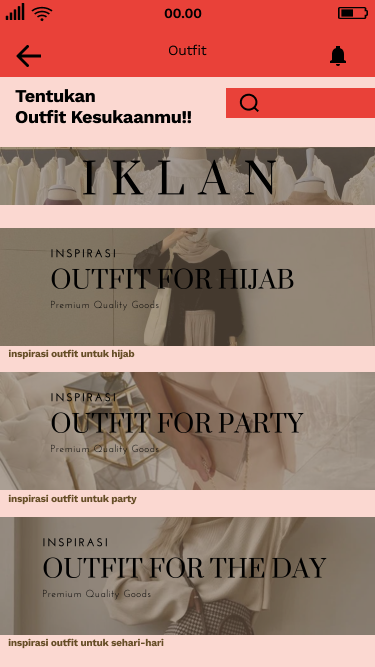 00.00
Outfit
Tentukan
Outfit Kesukaanmu!!
IKLAN
INSPIRASI
OUTFIT FOR HIJAB
Premium Quality Goods
inspirasi outfit untuk hijab
INSPIRASI
OUTFIT FOR PARTY
Premium Quality Goods
inspirasi outfit untuk party
INSPIRASI
OUTFIT FOR THE DAY
Premium Quality Goods
inspirasi outfit untuk sehari-hari